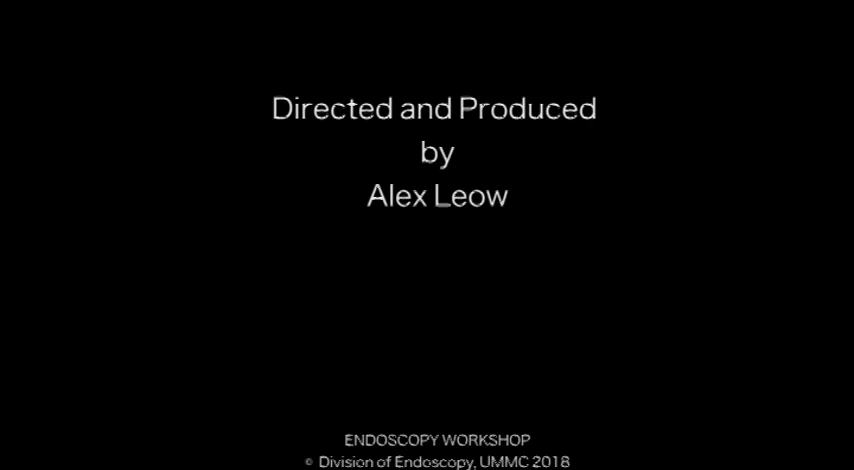 Directed and Produced
by
Alex Leow
ENDOSCOPY WORKSHOP
© Division of Endoscopy, UMMC 2018